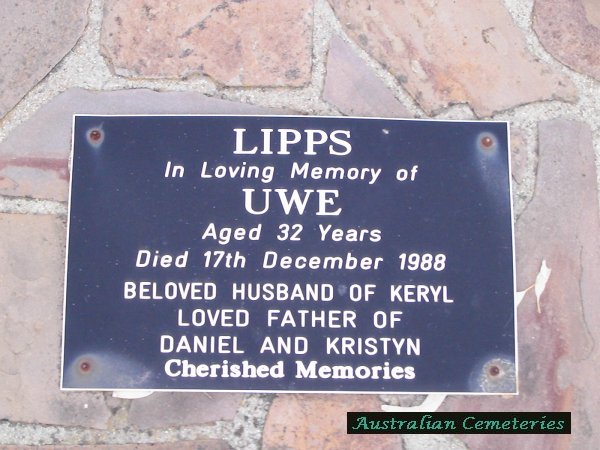 LIPPS
In Loving Memory of
UWE
Aged 32 Years
Died 17th December 1988
BELOVED HUSBAND OF KERYL
LOVED FATHER OF
DANIEL AND KRISTYN
Cherished Memories
Australian Cemeteries